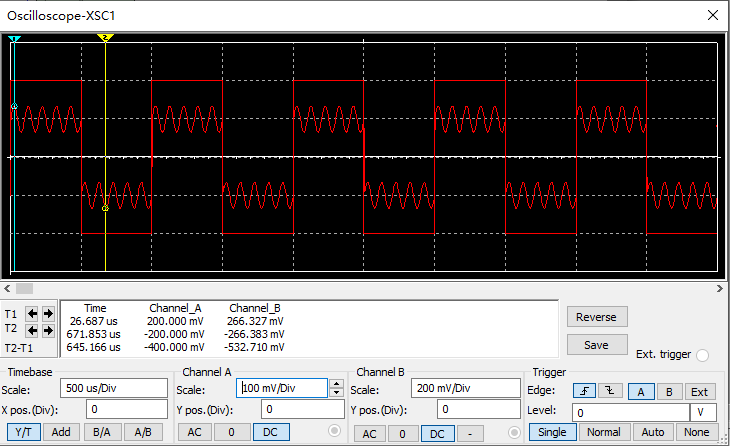 Oscilloscope-XSC1
1 2
T1
T2
T2-T1
Time Channel_A Channel_B
26.687 us 200.000 mV 266.327 mV
671.853 us -200.000 mV -266.383 mV
645.166 us -400.000 mV -532.710 mV
Reverse
Save
Ext. trigger
Timebase
Scale: 500 us/Div
X pos.(Div): 0
Y/T Add B/A A/B
Channel A
Scale: 100 mV/Div
Y pos.(Div): 0
AC 0 DC
Channel B
Scale: 200 mV/Div
Y pos.(Div): 0
AC 0 DC -
Trigger
Edge: A B Ext
Level: 0 V
Single Normal Auto None